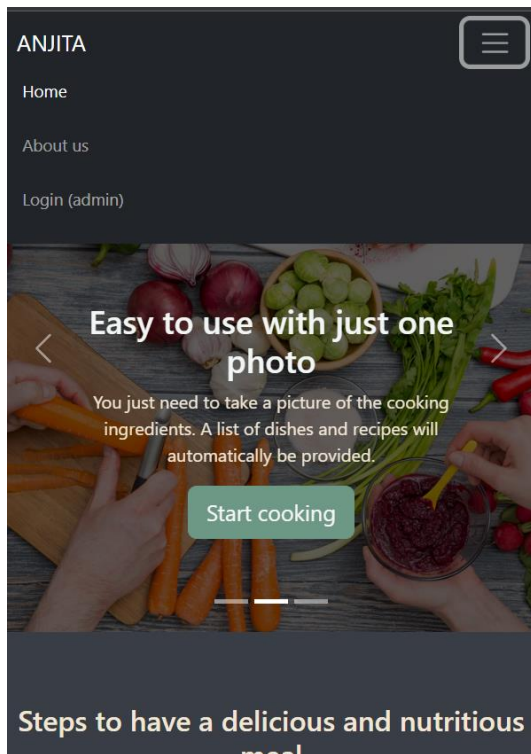 ANJITA
Home
About us
Login (admin)
Easy to use with just one
photo
You just need to take a picture of the cooking
ingredients. A list of dishes and recipes will
automatically be provided.
Start cooking
Steps to have a delicious and nutritious
meal